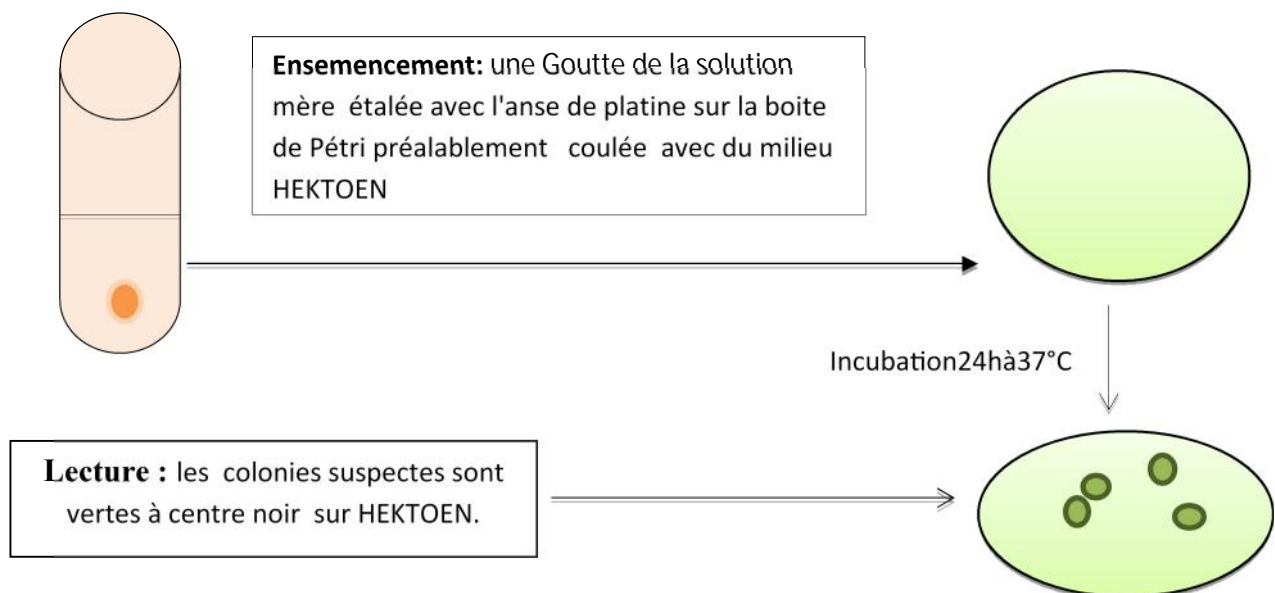 Ensemencement: une Goutte de la solution
mère étalée avec l'anse de platine sur la boite
de Pétri préalablement coulée avec du milieu
HEKTOEN
Incubation24hà37°C
Lecture : les colonies suspectes sont
vertes à centre noir sur HEKTOEN.